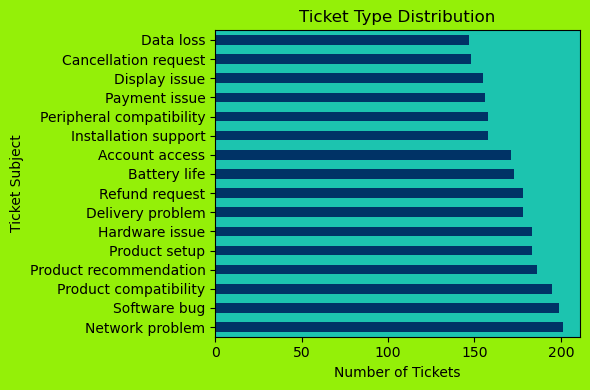 Ticket Type Distribution
Ticket Subject
Data loss
Cancellation request
Display issue
Payment issue
Peripheral compatibility
Installation support
Account access
Battery life
Refund request
Delivery problem
Hardware issue
Product setup
Product recommendation
Product compatibility
Software bug
Network problem
0 50 100 150 200
Number of Tickets